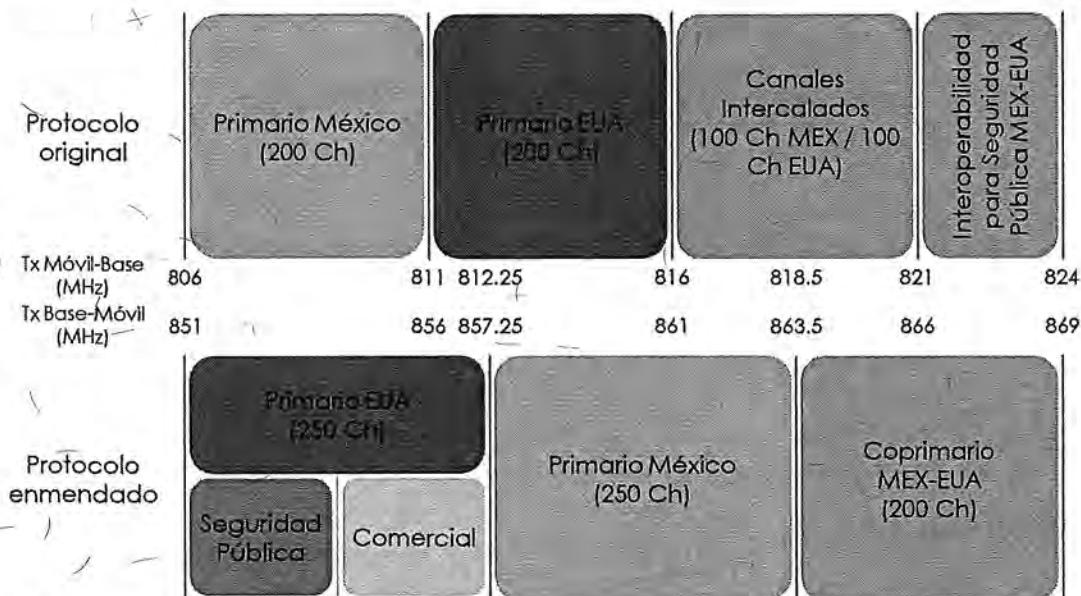 Protocolo
original
Primario México
(200 Ch)
Primario EUA
(200 Ch)
Canales
Intercalados
(100 Ch MEX / 100
Ch EUA)
Interoperabilidad
para Seguridad
Pública MEX-EUA
Tx Móvil-Base
(MHz)
806 811 812.25 816 818.5 821 824
Tx Base-Móvil
(MHz)
851 856 857.25 861 863.5 866 869
Protocolo
enmendado
Primario EUA
(250 Ch)
Seguridad
Pública
Comercial
Primario México
(250 Ch)
Coprimario
MEX-EUA
(200 Ch)